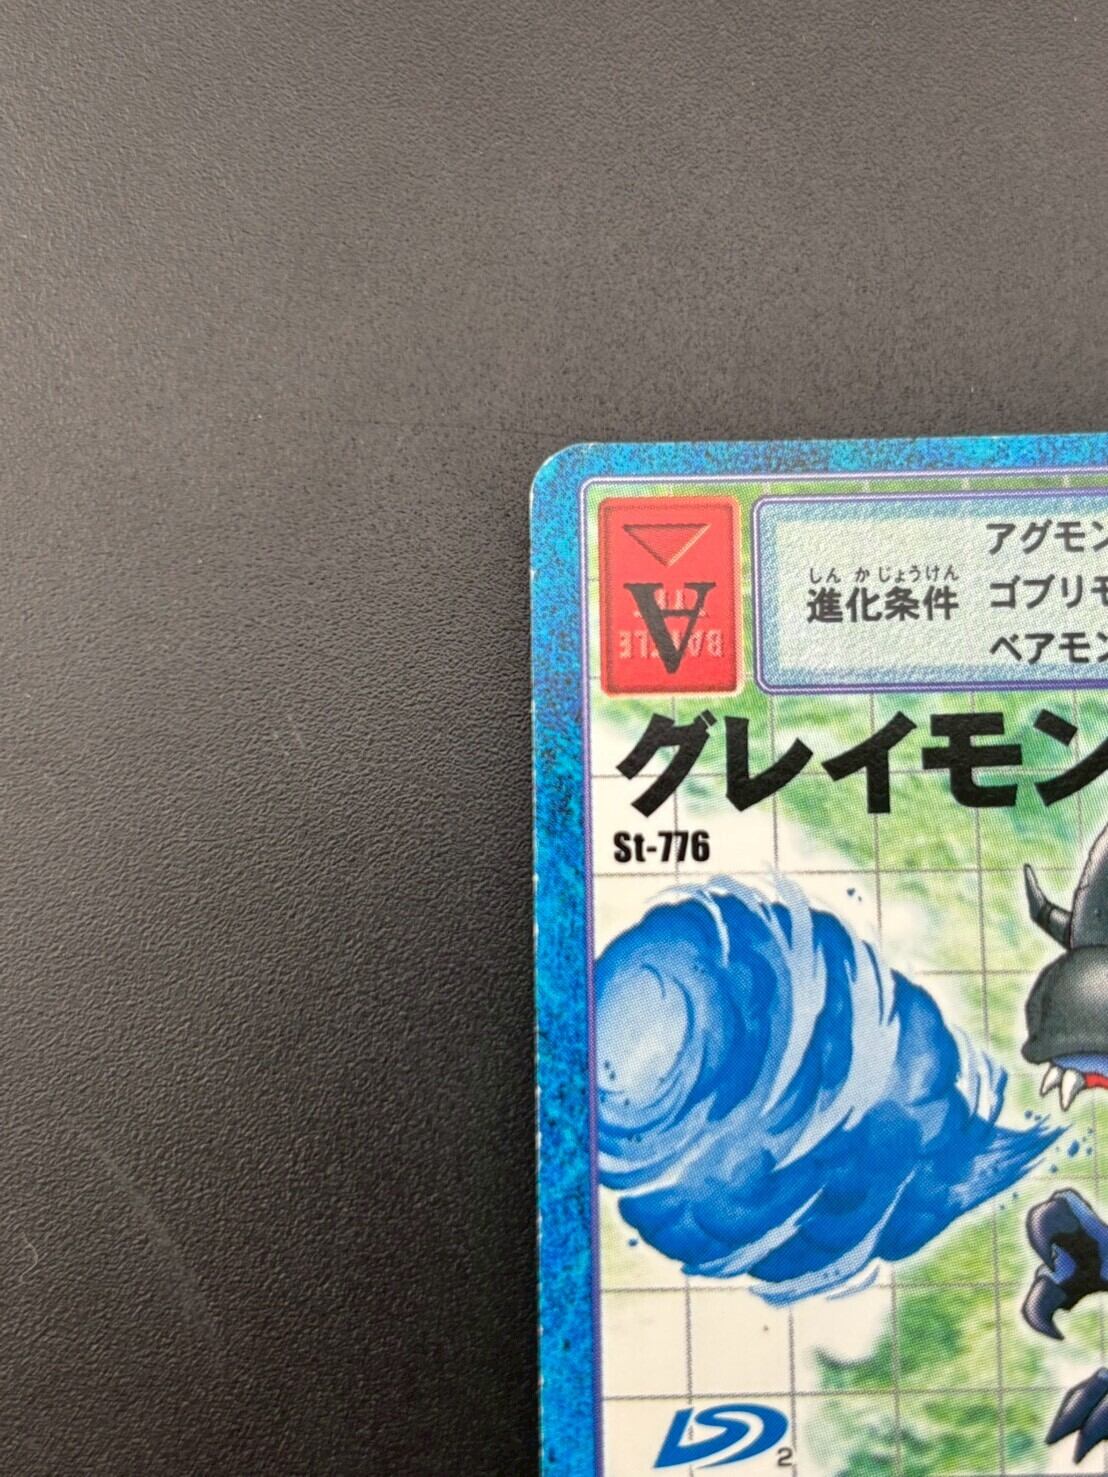 アグモン
しんかじょうけん
進化条件
ゴブリモ
ベアモン
A
BATTLE
グレイモン
St-776
2